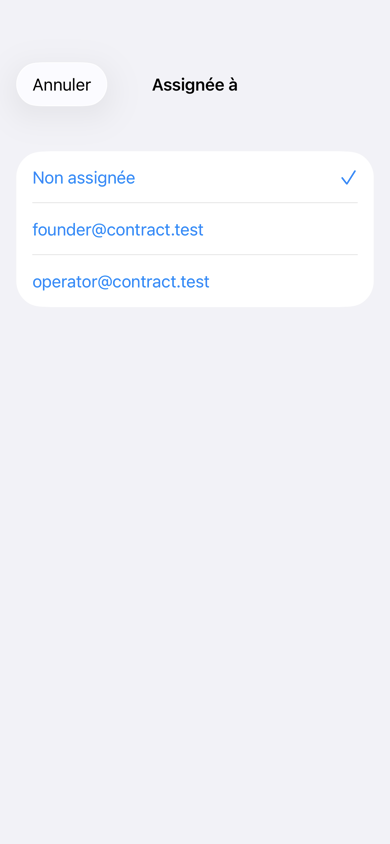 Annuler
Assignée à
Non assignée
founder@contract.test
operator@contract.test